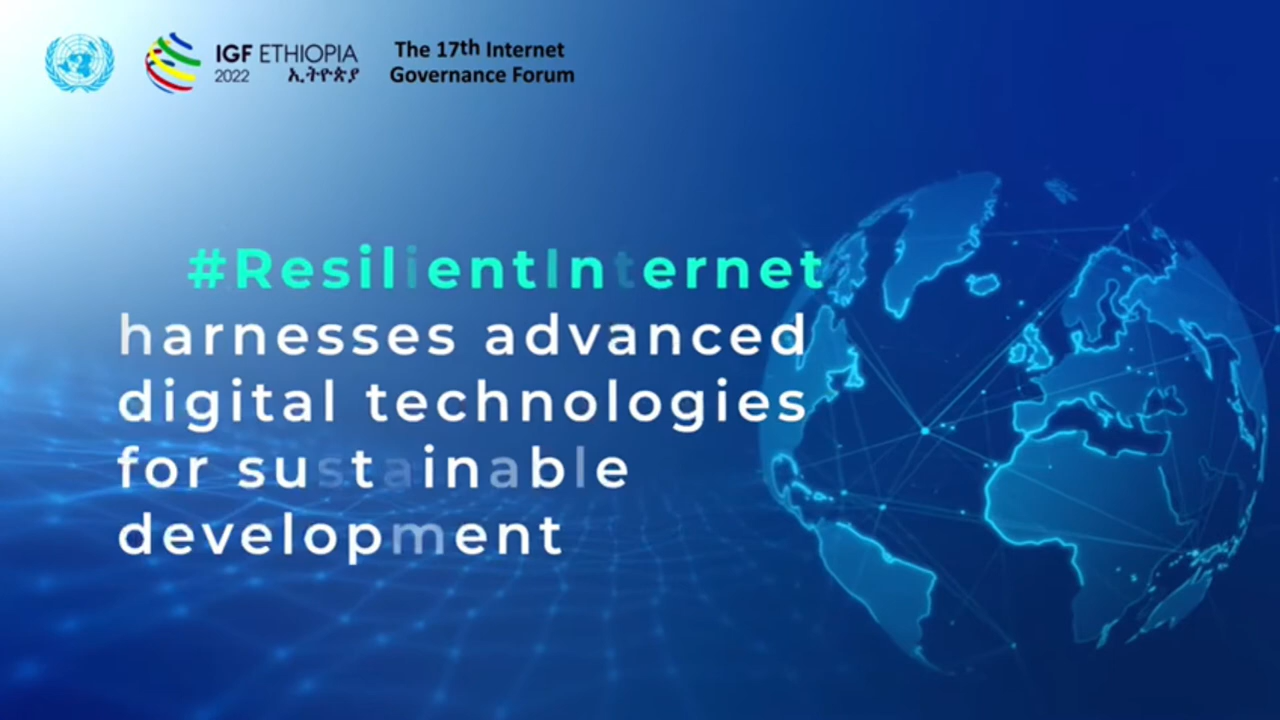 IGF ETHIOPIA
2022 ኢትዮጵያ
The 17th Internet
Governance Forum
#ResilientInternet
harnesses advanced
digital technologies
for sustainable
development